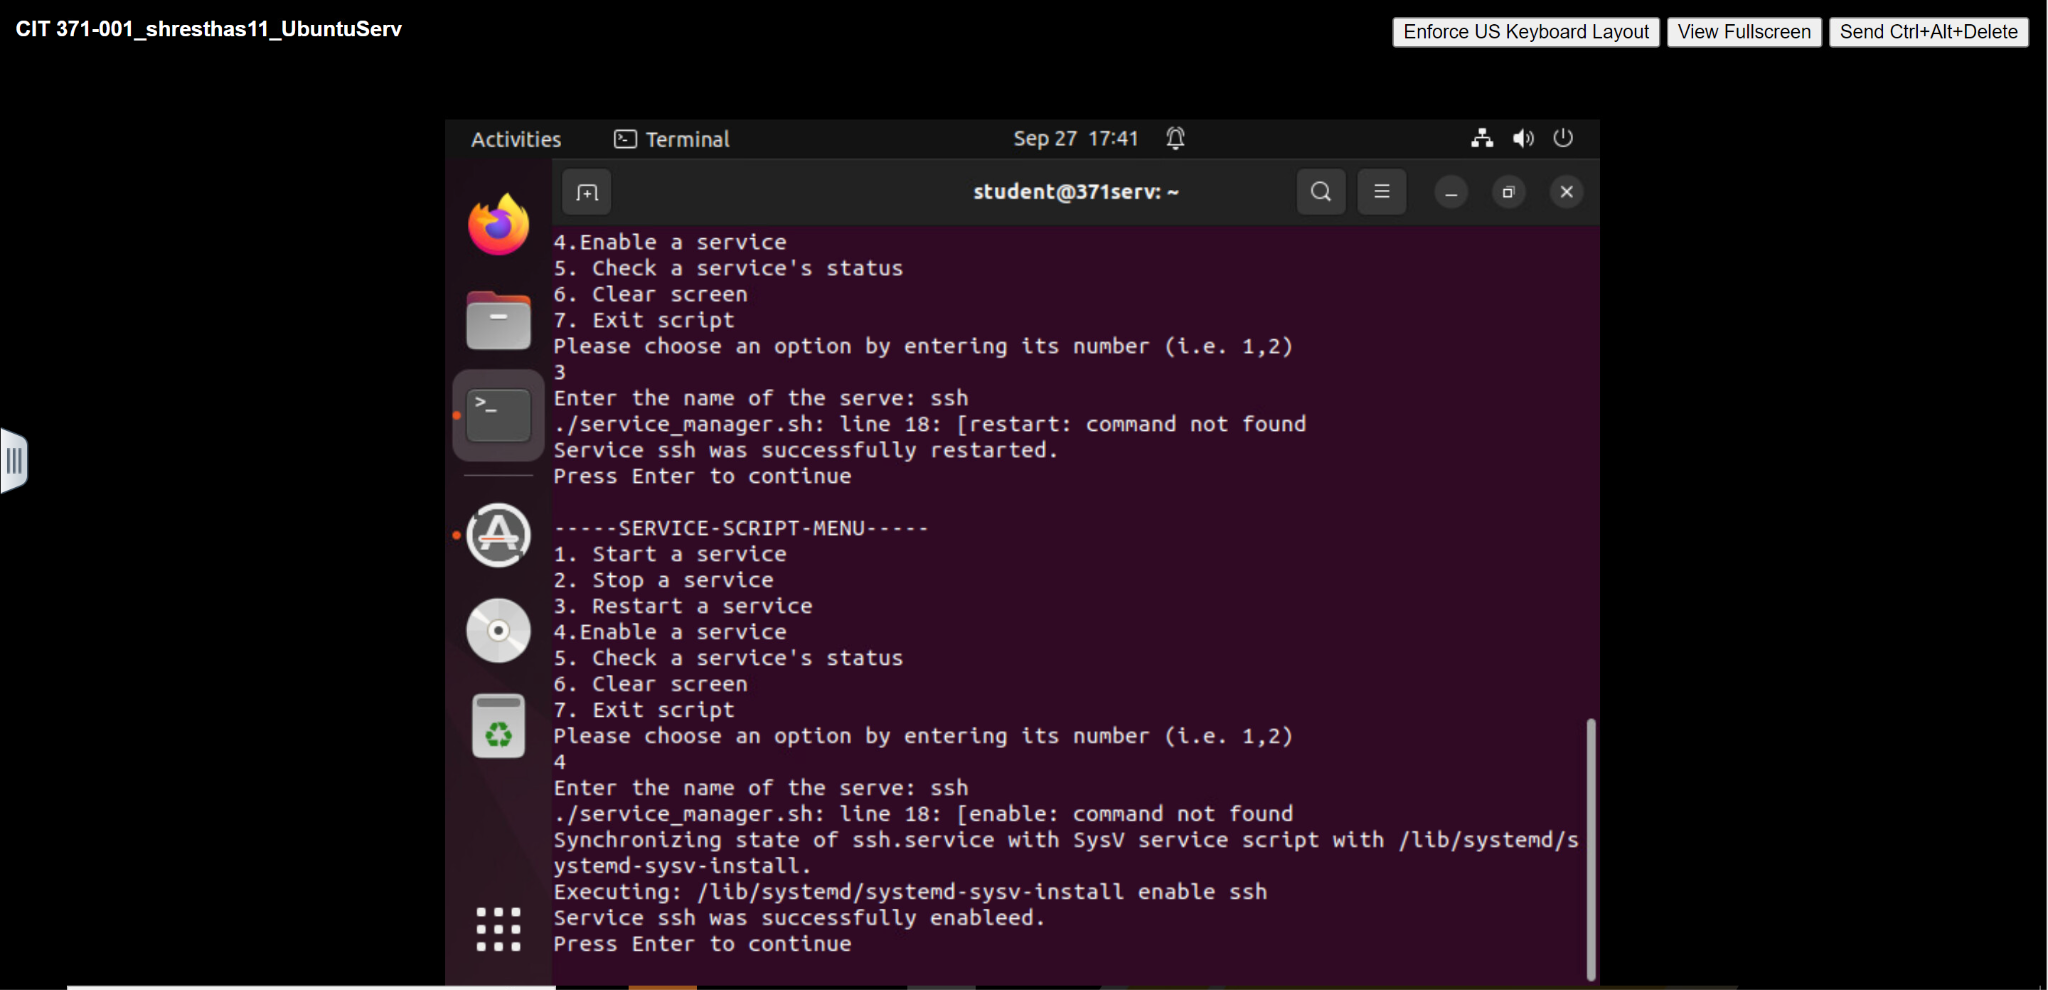 CIT 371-001_shresthas11_UbuntuServ
Enforce US Keyboard Layout
View Fullscreen
Send Ctrl+Alt+Delete
Activities
Terminal
Sep 27 17:41
student@371serv: ~
4.Enable a service
5. Check a service's status
6. Clear screen
7. Exit script
Please choose an option by entering its number (i.e. 1,2)
3
Enter the name of the serve: ssh
./service_manager.sh: line 18: [restart: command not found
Service ssh was successfully restarted.
Press Enter to continue
-----SERVICE-SCRIPT-MENU-----
1. Start a service
2. Stop a service
3. Restart a service
4.Enable a service
5. Check a service's status
6. Clear screen
7. Exit script
Please choose an option by entering its number (i.e. 1,2)
4
Enter the name of the serve: ssh
./service_manager.sh: line 18: [enable: command not found
Synchronizing state of ssh.service with SysV service script with /lib/systemd/s
ystemd-sysv-install.
Executing: /lib/systemd/systemd-sysv-install enable ssh
Service ssh was successfully enableed.
Press Enter to continue